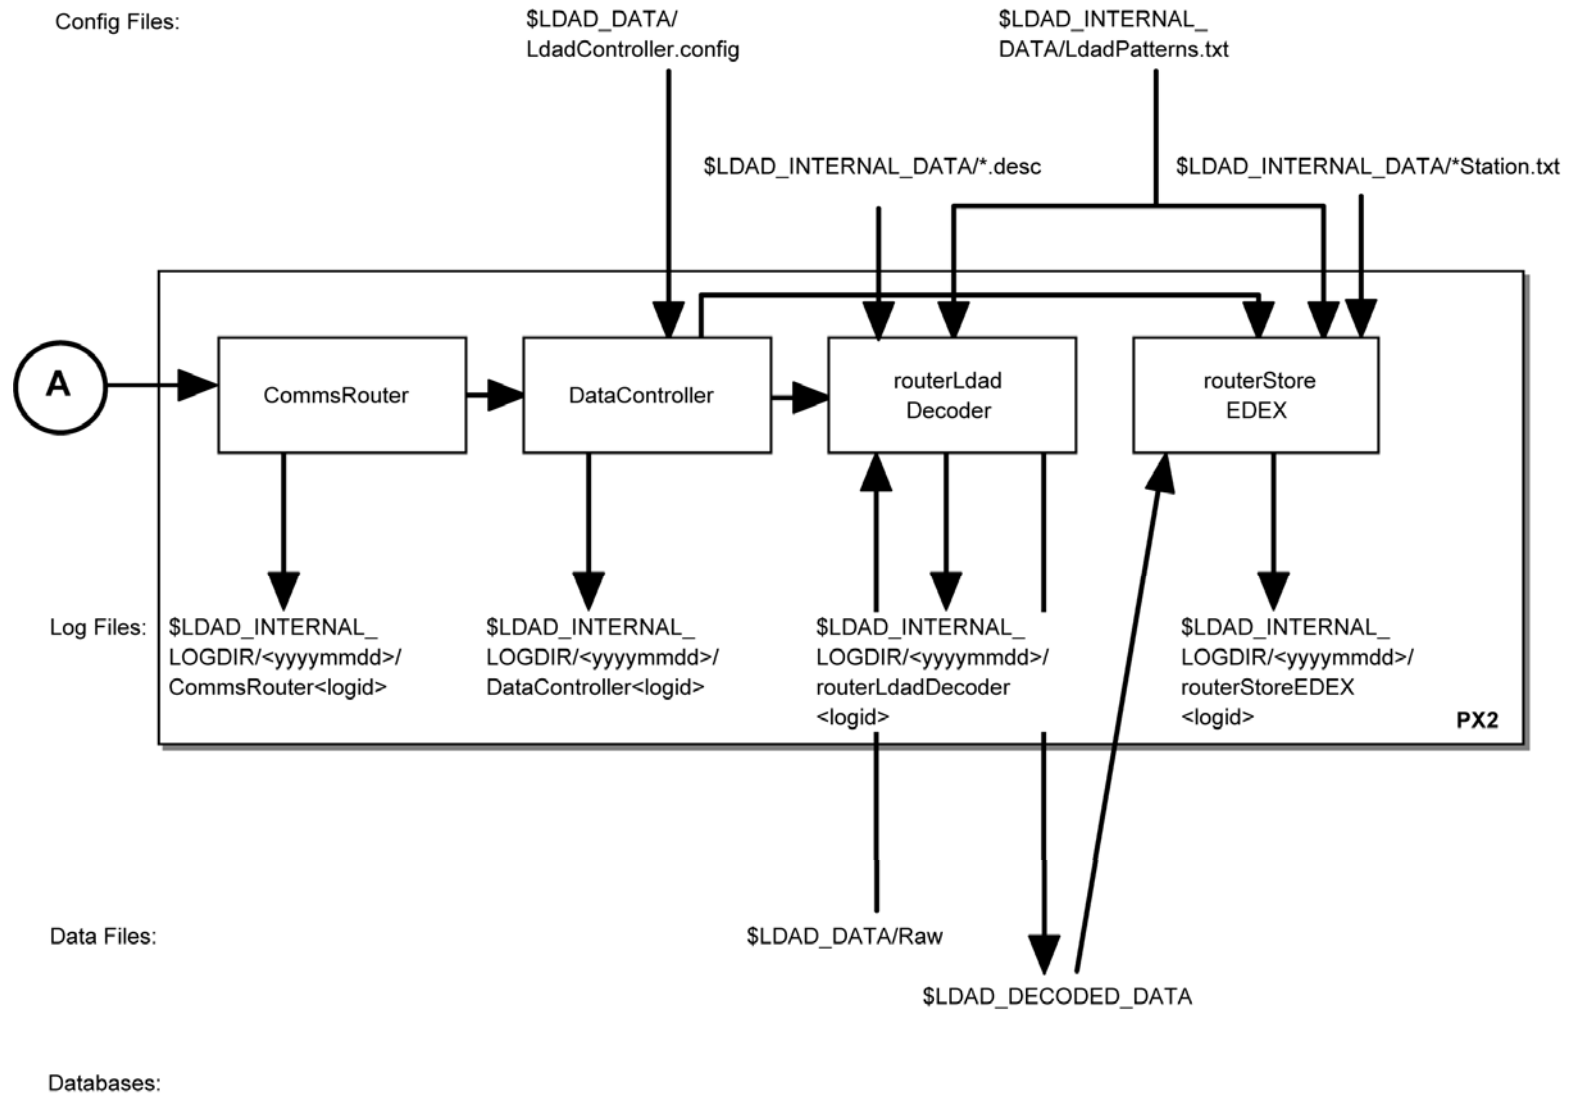 Config Files:
$LDAD_DATA/
LdadController.config
$LDAD_INTERNAL_
DATA/LdadPatterns.txt
$LDAD_INTERNAL_DATA/*.desc
$LDAD_INTERNAL_DATA/*Station.txt
A
CommsRouter
DataController
routerLdad
Decoder
routerStore
EDEX
Log Files:
$LDAD_INTERNAL_
LOGDIR/<yyyymmdd>/
CommsRouter<logid>
$LDAD_INTERNAL_
LOGDIR/<yyyymmdd>/
DataController<logid>
$LDAD_INTERNAL_
LOGDIR/<yyyymmdd>/
routerLdadDecoder
<logid>
$LDAD_INTERNAL_
LOGDIR/<yyyymmdd>/
routerStoreEDEX
<logid>
PX2
Data Files:
$LDAD_DATA/Raw
$LDAD_DECODED_DATA
Databases: